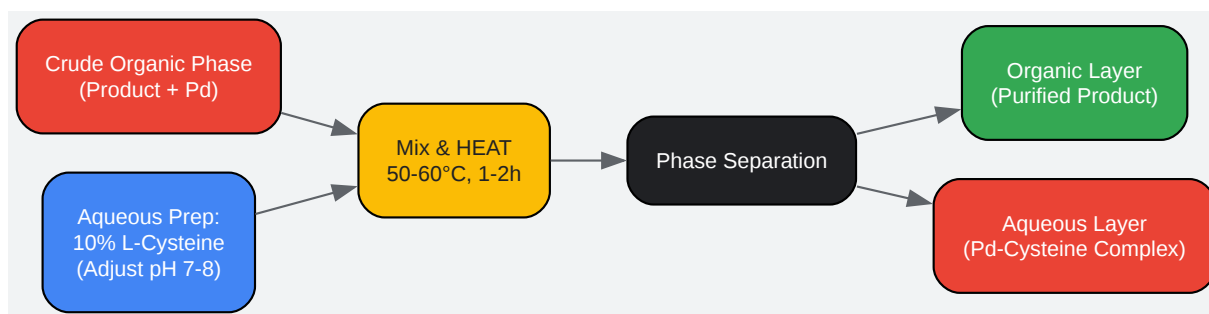 Crude Organic Phase
(Product + Pd)
Aqueous Prep:
10% L-Cysteine
(Adjust pH 7-8)
Mix & HEAT
50-60°C, 1-2h
Phase Separation
Organic Layer
(Purified Product)
Aqueous Layer
(Pd-Cysteine Complex)